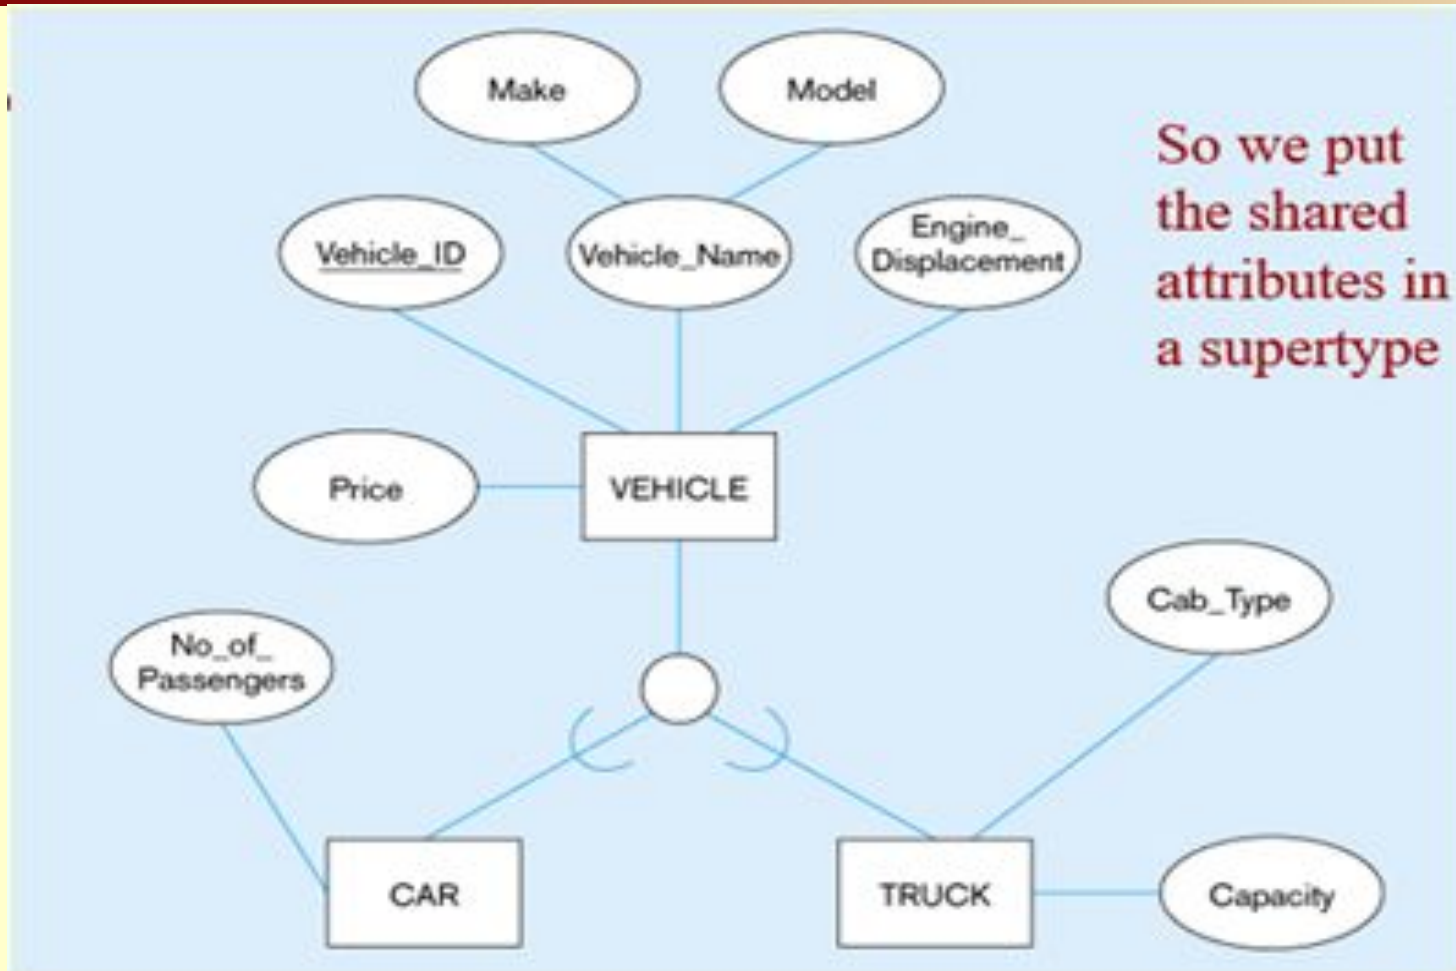 Make
Model
So we put
the shared
attributes in
a supertype
Vehicle_ID
Vehicle_Name
Engine_
Displacement
Price
VEHICLE
Cab_Type
No_of_
Passengers
CAR
TRUCK
Capacity